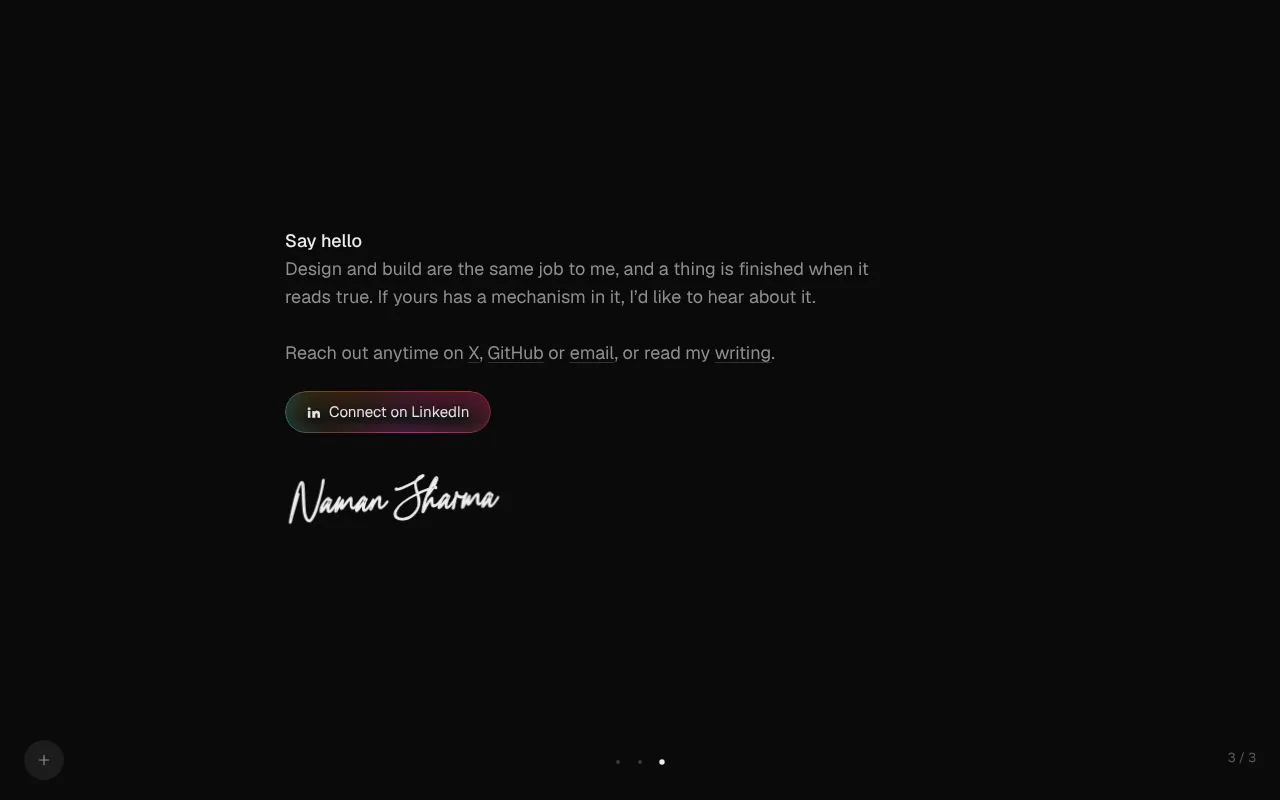 Say hello
Design and build are the same job to me, and a thing is finished when it
reads true. If yours has a mechanism in it, I’d like to hear about it.
Reach out anytime on X, GitHub or email, or read my writing.
in Connect on LinkedIn
Naman Sharma
3 / 3